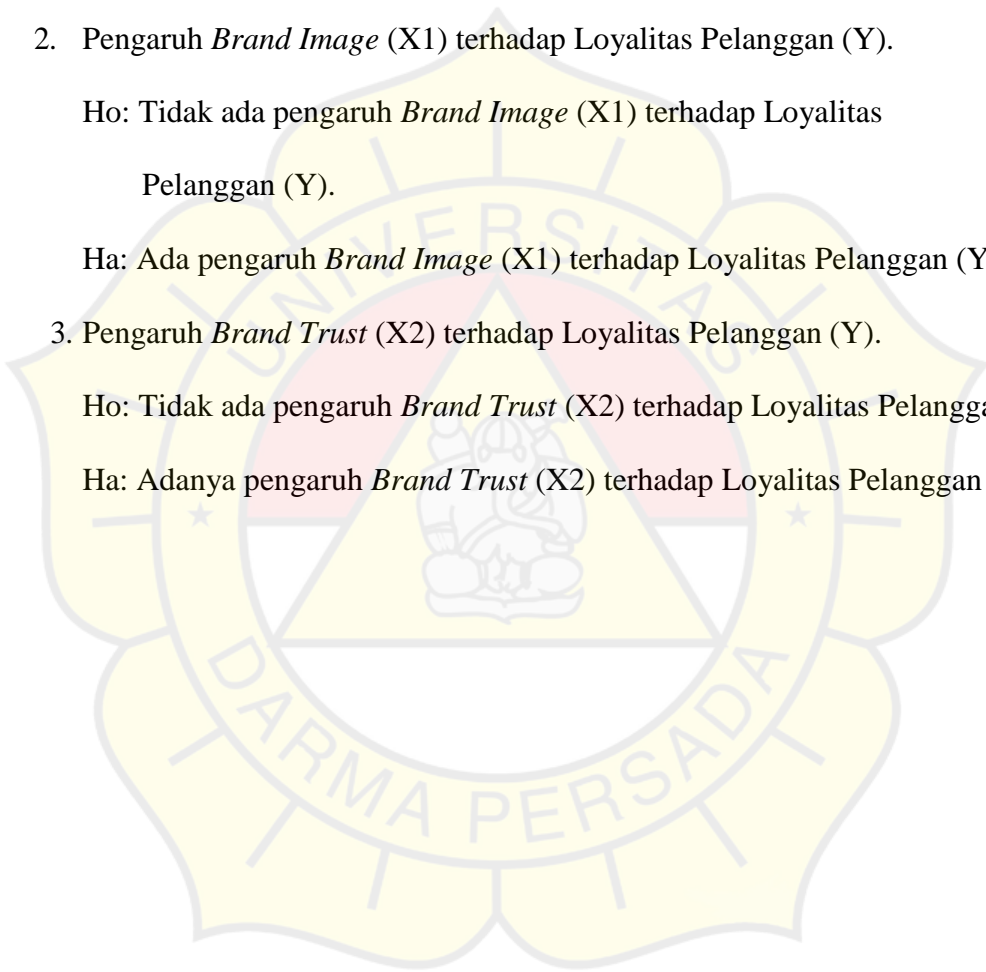 2. Pengaruh Brand Image (X1) terhadap Loyalitas Pelanggan (Y).
Ho: Tidak ada pengaruh Brand Image (X1) terhadap Loyalitas
Pelanggan (Y).
Ha: Ada pengaruh Brand Image (X1) terhadap Loyalitas Pelanggan (Y
3. Pengaruh Brand Trust (X2) terhadap Loyalitas Pelanggan (Y).
Ho: Tidak ada pengaruh Brand Trust (X2) terhadap Loyalitas Pelangga
Ha: Adanya pengaruh Brand Trust (X2) terhadap Loyalitas Pelanggan
UNIVERSITAS
DARMA PERSADA